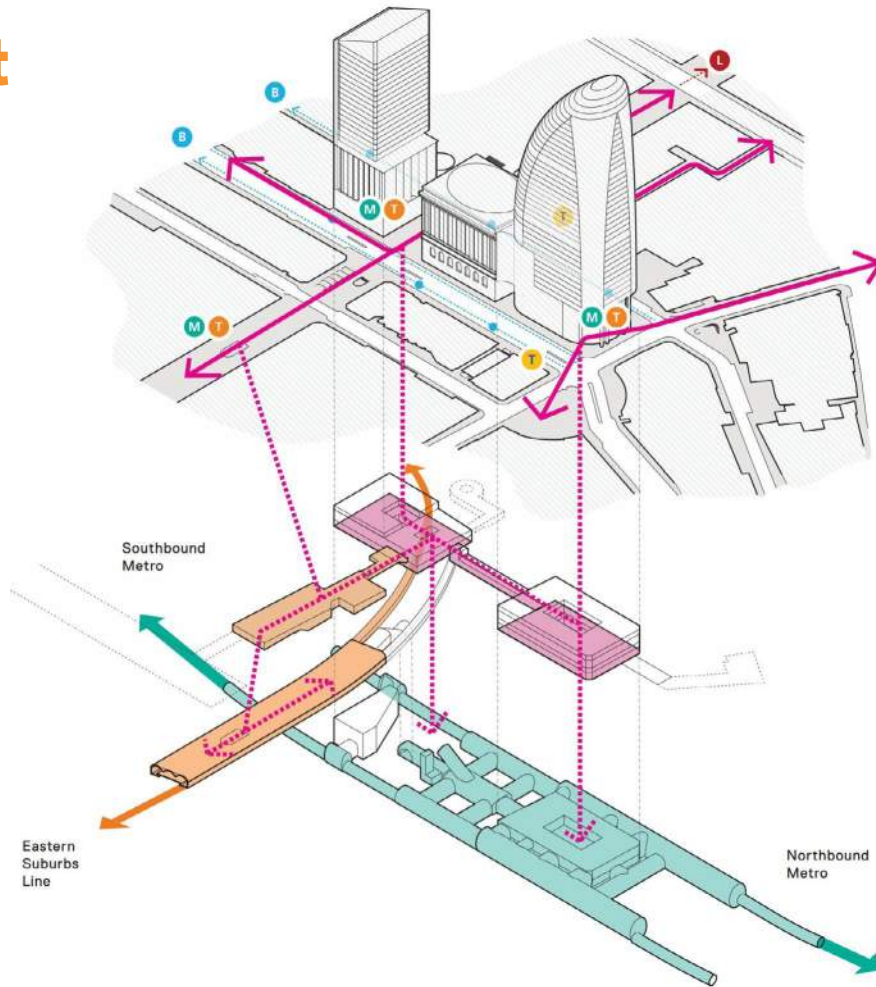 t
L
B
B
M T
T
M T
M T
T
Southbound
Metro
Eastern
Suburbs
Line
Northbound
Metro